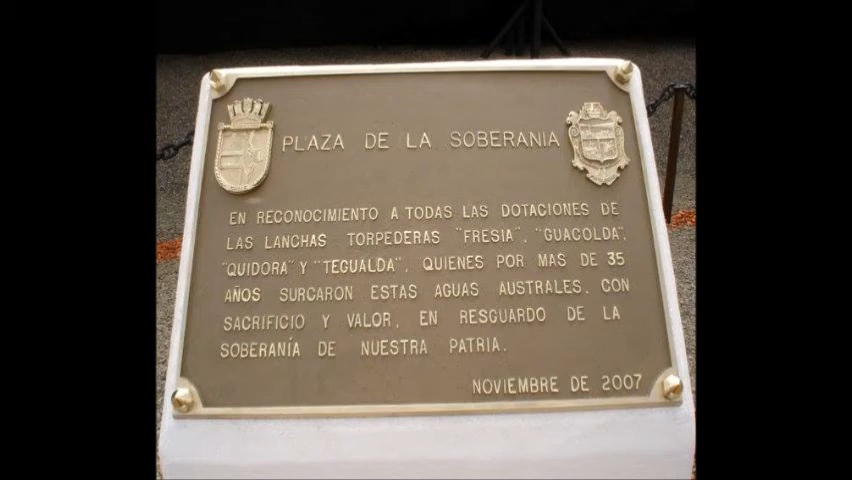 PLAZA DE LA SOBERANIA
EN RECONOCIMIENTO A TODAS LAS DOTACIONES DE
LAS LANCHAS TORPEDERAS "FRESIA", "GUACOLDA",
"QUIDORA" Y "TEGUALDA", QUIENES POR MAS DE 35
AÑOS SURCARON ESTAS AGUAS AUSTRALES, CON
SACRIFICIO Y VALOR, EN RESGUARDO DE LA
SOBERANÍA DE NUESTRA PATRIA.
NOVIEMBRE DE 2007